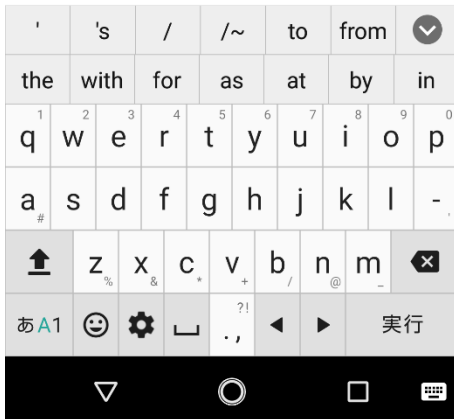 ' 's / /~ to from
the with for as at by in
1 2 3 4 5 6 7 8 9 0
q w e r t y u i o p
a s d f g h j k l -
#
z x c v b n m
% & * + / @ _
あA1 ?! . , 実行